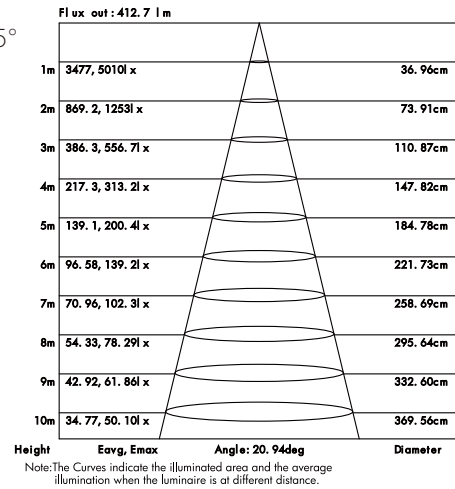 Flux out:412.7 lm
5°
1m 3477, 5010lx 36.96cm
2m 869.2, 1253lx 73.91cm
3m 386.3, 556.7lx 110.87cm
4m 217.3, 313.2lx 147.82cm
5m 139.1, 200.4lx 184.78cm
6m 96.58, 139.2lx 221.73cm
7m 70.96, 102.3lx 258.69cm
8m 54.33, 78.29lx 295.64cm
9m 42.92, 61.86lx 332.60cm
10m 34.77, 50.10lx 369.56cm
Height Eavg, Emax Angle: 20.94deg Diameter
Note:The Curves indicate the illuminated area and the average
illumination when the luminaire is at different distance.